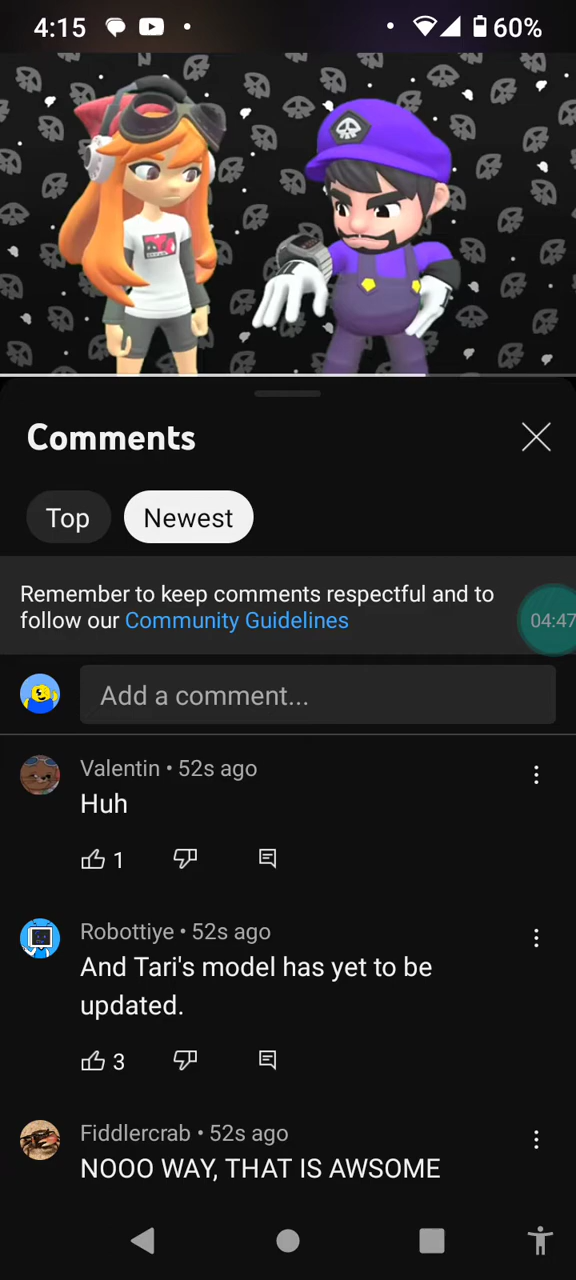 4:15
60%
Comments
Top
Newest
Remember to keep comments respectful and to
follow our Community Guidelines
04:47
Add a comment...
Valentin • 52s ago
Huh
1
Robottiye • 52s ago
And Tari's model has yet to be
updated.
3
Fiddlercrab • 52s ago
NOOO WAY, THAT IS AWSOME